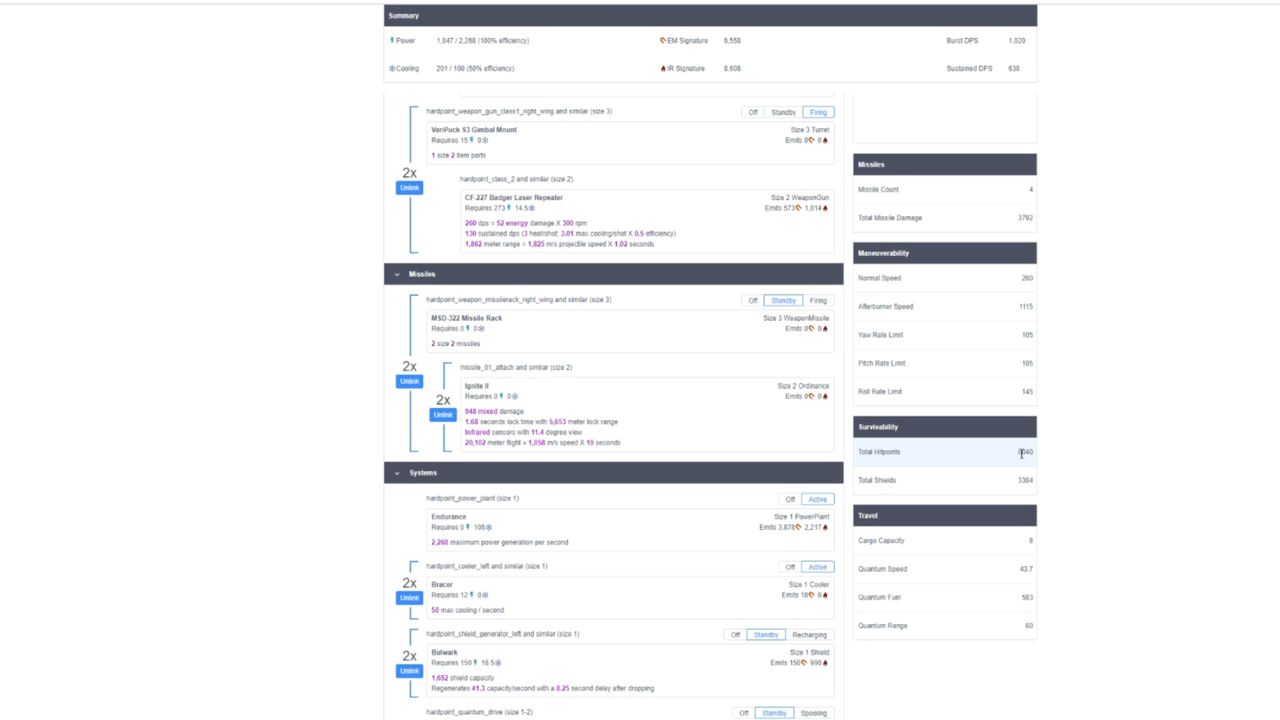 Summary
Power 1,847 / 2,268 (100% efficiency) EM Signature 6,558 Burst DPS 1,020
Cooling 201 / 100 (50% efficiency) IR Signature 8,608 Sustained DPS 638
hardpoint_weapon_gun_class1_right_wing and similar (size 3) Off Standby Firing
VariPuck S3 Gimbal Mount Size 3 Turret
Requires 15 0 Emits 0 0
1 size 2 item ports
2x
Unlink
hardpoint_class_2 and similar (size 2)
CF-227 Badger Laser Repeater Size 2 WeaponGun
Requires 273 14.5 Emits 573 1,014
260 dps = 52 energy damage X 300 rpm
130 sustained dps (3 heat/shot, 3.01 max cooling/shot X 0.5 efficiency)
1,862 meter range = 1,825 m/s projectile speed X 1.02 seconds
Missiles
hardpoint_weapon_missilerack_right_wing and similar (size 3) Off Standby Firing
MSD-322 Missile Rack Size 3 WeaponMissile
Requires 0 0 Emits 0 0
2 size 2 missiles
2x
Unlink
missile_01_attach and similar (size 2)
Ignite II Size 2 Ordinance
Requires 0 0 Emits 0 0
2x
Unlink
948 mixed damage
1.68 seconds lock time with 5,653 meter lock range
Infrared sensors with 11.4 degree view
20,102 meter flight = 1,058 m/s speed X 19 seconds
Systems
hardpoint_power_plant (size 1) Off Active
Endurance Size 1 PowerPlant
Requires 0 105 Emits 3,878 2,217
2,268 maximum power generation per second
hardpoint_cooler_left and similar (size 1) Off Active
2x
Unlink
Bracer Size 1 Cooler
Requires 12 0 Emits 18 0
50 max cooling / second
hardpoint_shield_generator_left and similar (size 1) Off Standby Recharging
2x
Unlink
Bulwark Size 1 Shield
Requires 150 16.5 Emits 150 990
1,652 shield capacity
Regenerates 41.3 capacity/second with a 8.25 second delay after dropping
hardpoint_quantum_drive (size 1-2) Off Standby Spooling
Missiles
Missile Count 4
Total Missile Damage 3792
Maneuverability
Normal Speed 260
Afterburner Speed 1115
Yaw Rate Limit 105
Pitch Rate Limit 105
Roll Rate Limit 145
Survivability
Total Hitpoints
Total Shields 3304
Travel
Cargo Capacity 8
Quantum Speed 43.7
Quantum Fuel 583
Quantum Range 60